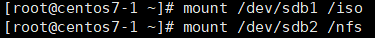 [root@centos7-1 ~]# mount /dev/sdb1 /iso
[root@centos7-1 ~]# mount /dev/sdb2 /nfs